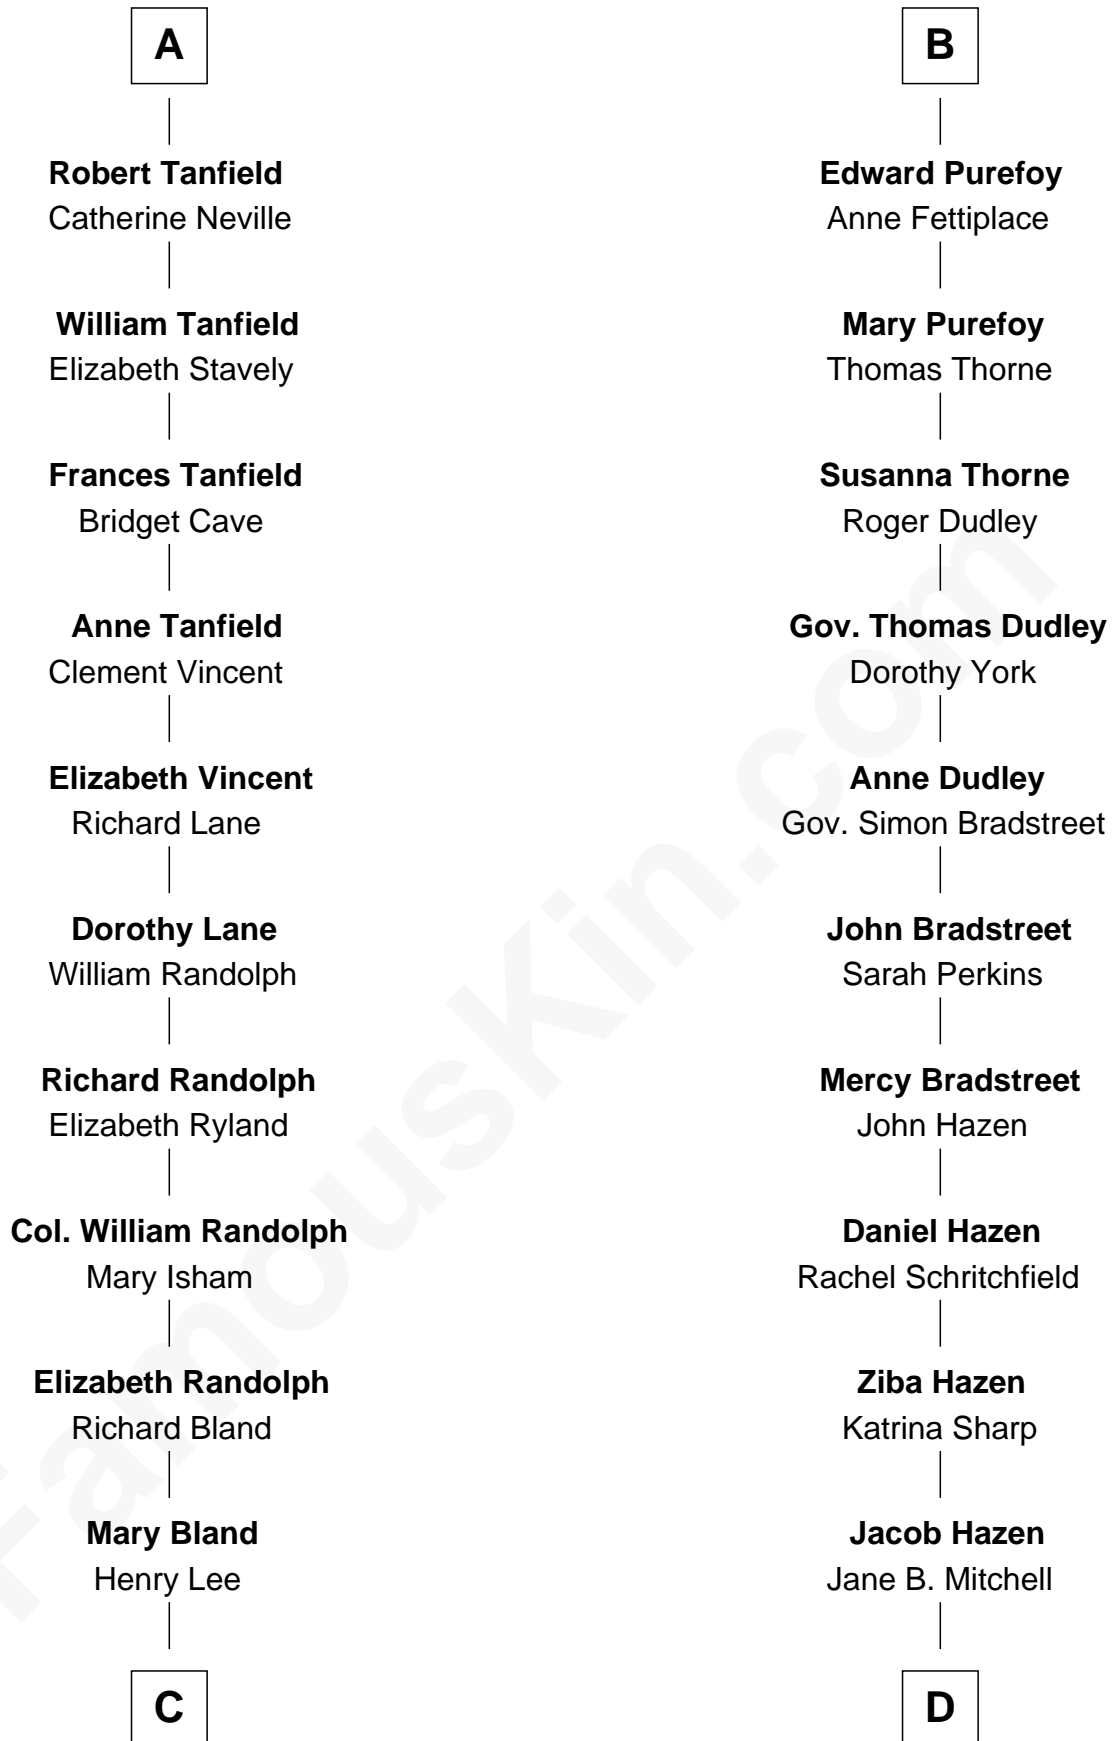 A
Robert Tanfield
Catherine Neville
William Tanfield
Elizabeth Stavely
Frances Tanfield
Bridget Cave
Anne Tanfield
Clement Vincent
Elizabeth Vincent
Richard Lane
Dorothy Lane
William Randolph
Richard Randolph
Elizabeth Ryland
Col. William Randolph
Mary Isham
Elizabeth Randolph
Richard Bland
Mary Bland
Henry Lee
C
B
Edward Purefoy
Anne Fettiplace
Mary Purefoy
Thomas Thorne
Susanna Thorne
Roger Dudley
Gov. Thomas Dudley
Dorothy York
Anne Dudley
Gov. Simon Bradstreet
John Bradstreet
Sarah Perkins
Mercy Bradstreet
John Hazen
Daniel Hazen
Rachel Schritchfield
Ziba Hazen
Katrina Sharp
Jacob Hazen
Jane B. Mitchell
D
FamousKin.com